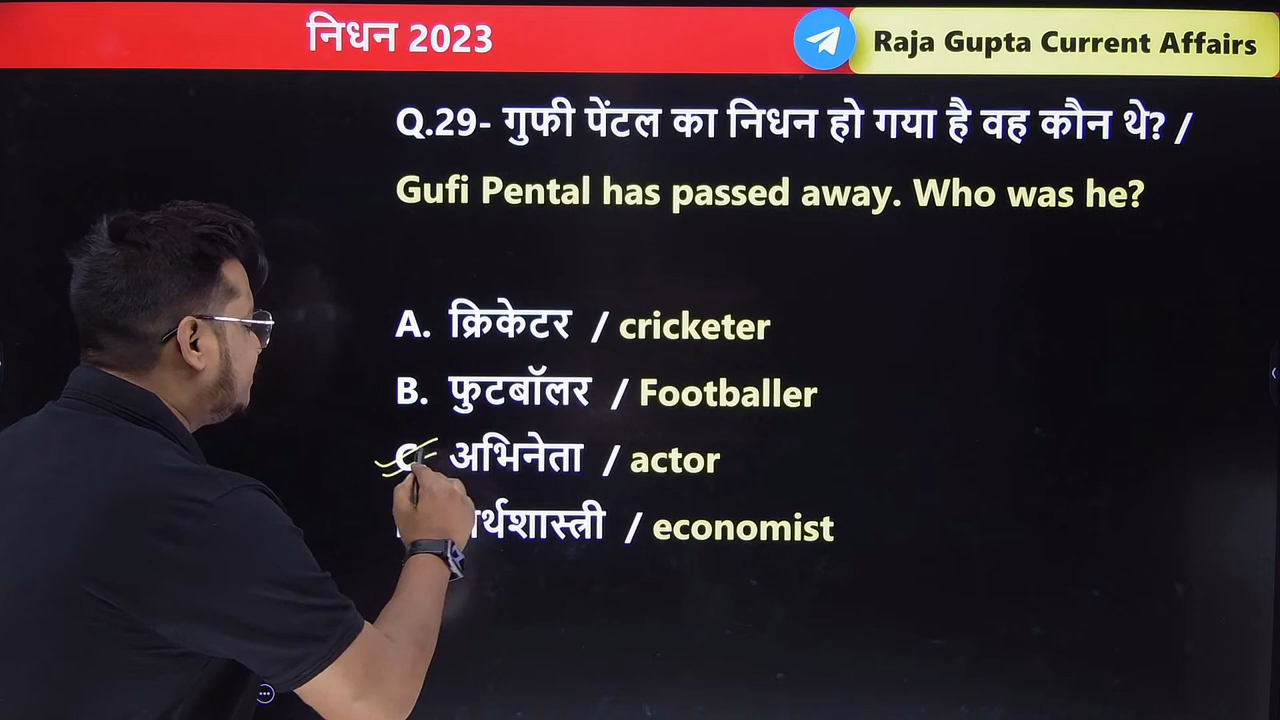 निधन 2023
Raja Gupta Current Affairs
Q.29- गुफी पेंटल का निधन हो गया है वह कौन थे? /
Gufi Pental has passed away. Who was he?
A. क्रिकेटर / cricketer
B. फुटबॉलर / Footballer
C. अभिनेता / actor
/ economist